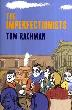 THE
IMPERFECTIONISTS
TOM RACHMAN